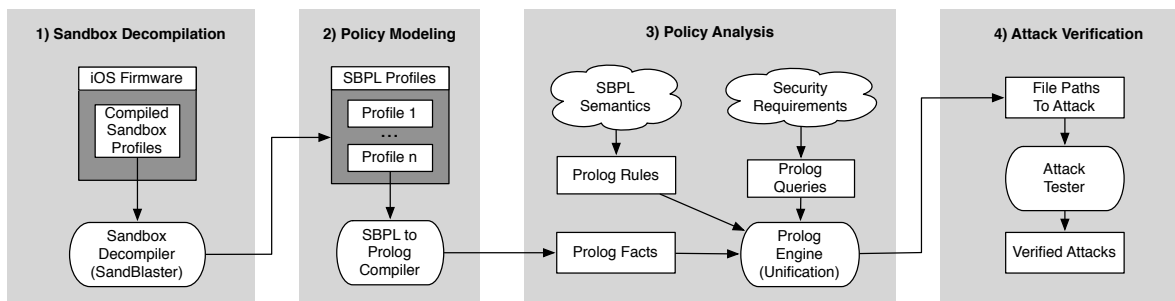 1) Sandbox Decompilation
iOS Firmware
Compiled
Sandbox
Profiles
Sandbox
Decompiler
(SandBlaster)
2) Policy Modeling
SBPL Profiles
Profile 1
...
Profile n
SBPL to
Prolog
Compiler
3) Policy Analysis
SBPL
Semantics
Security
Requirements
Prolog Rules
Prolog
Queries
Prolog Facts
Prolog
Engine
(Unification)
4) Attack Verification
File Paths
To Attack
Attack
Tester
Verified Attacks